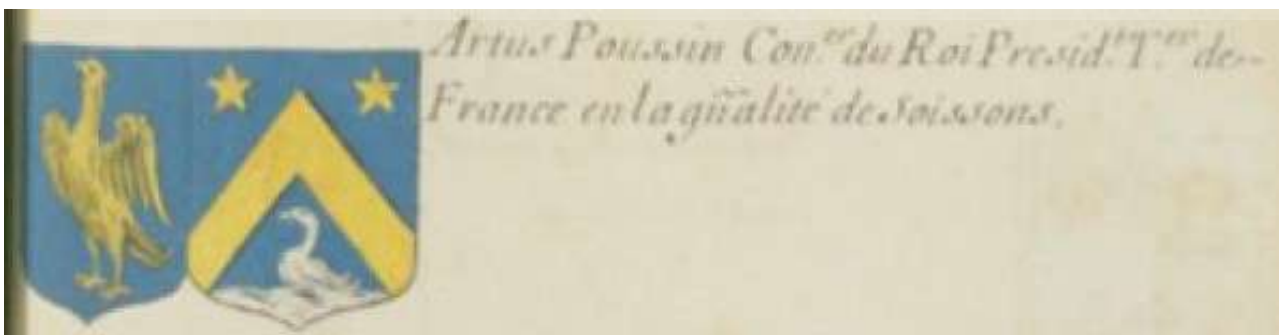 Artus Poussin Con.er du Roi Presid.t T.er de
France en la gñalité de Soissons.